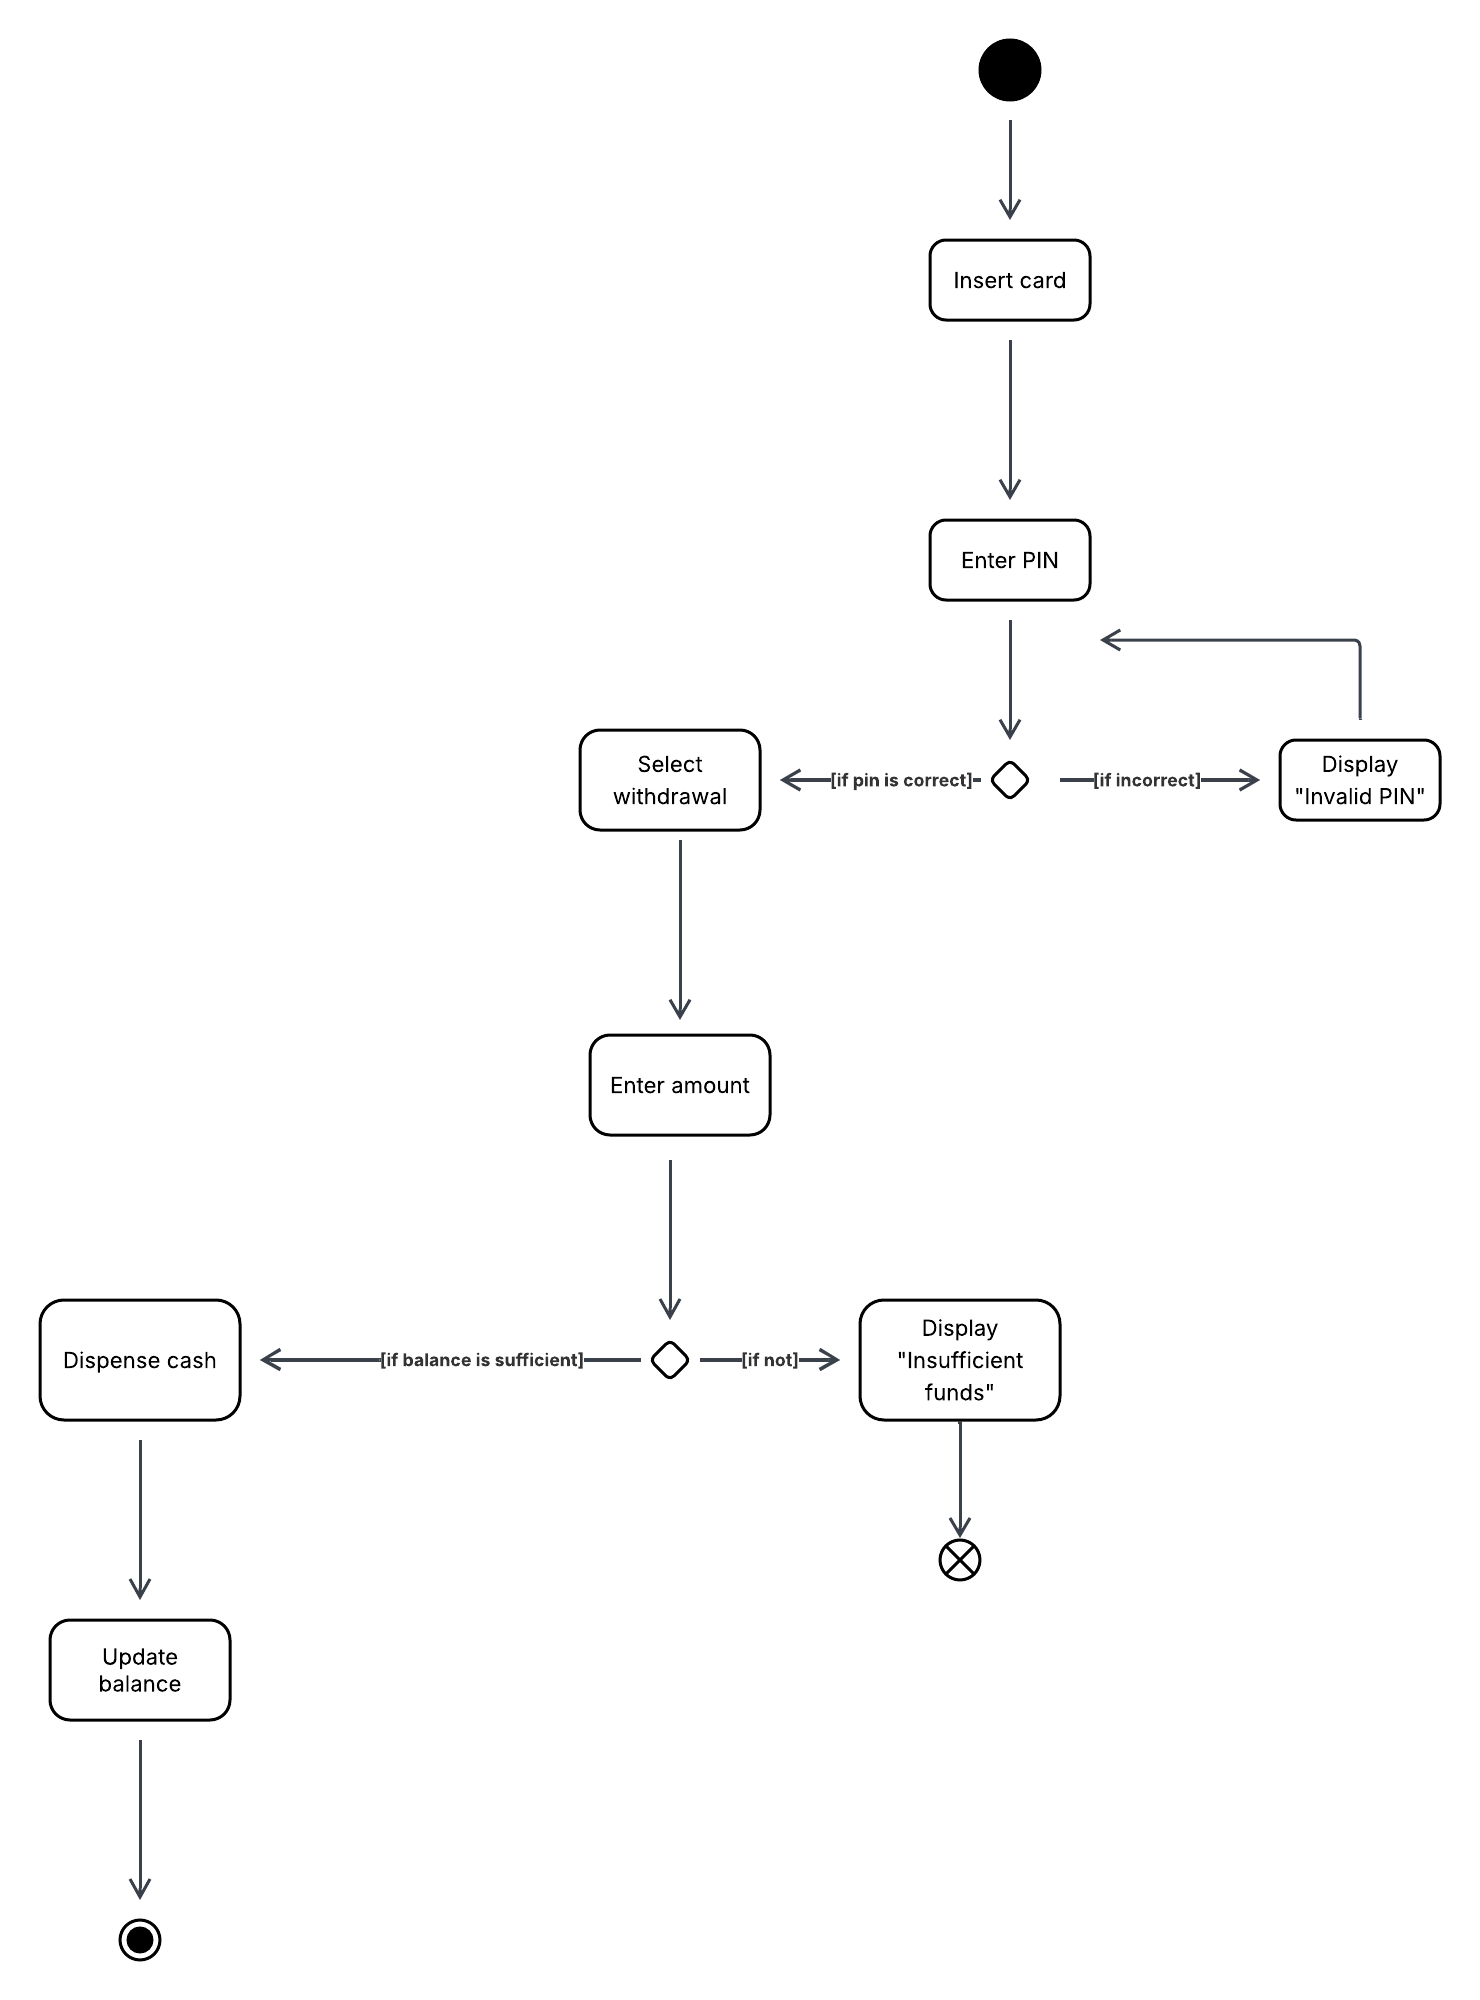 Insert card
Enter PIN
Select
withdrawal
[if pin is correct]
[if incorrect]
Display
"Invalid PIN"
Enter amount
Dispense cash
[if balance is sufficient]
[if not]
Display
"Insufficient
funds"
Update
balance